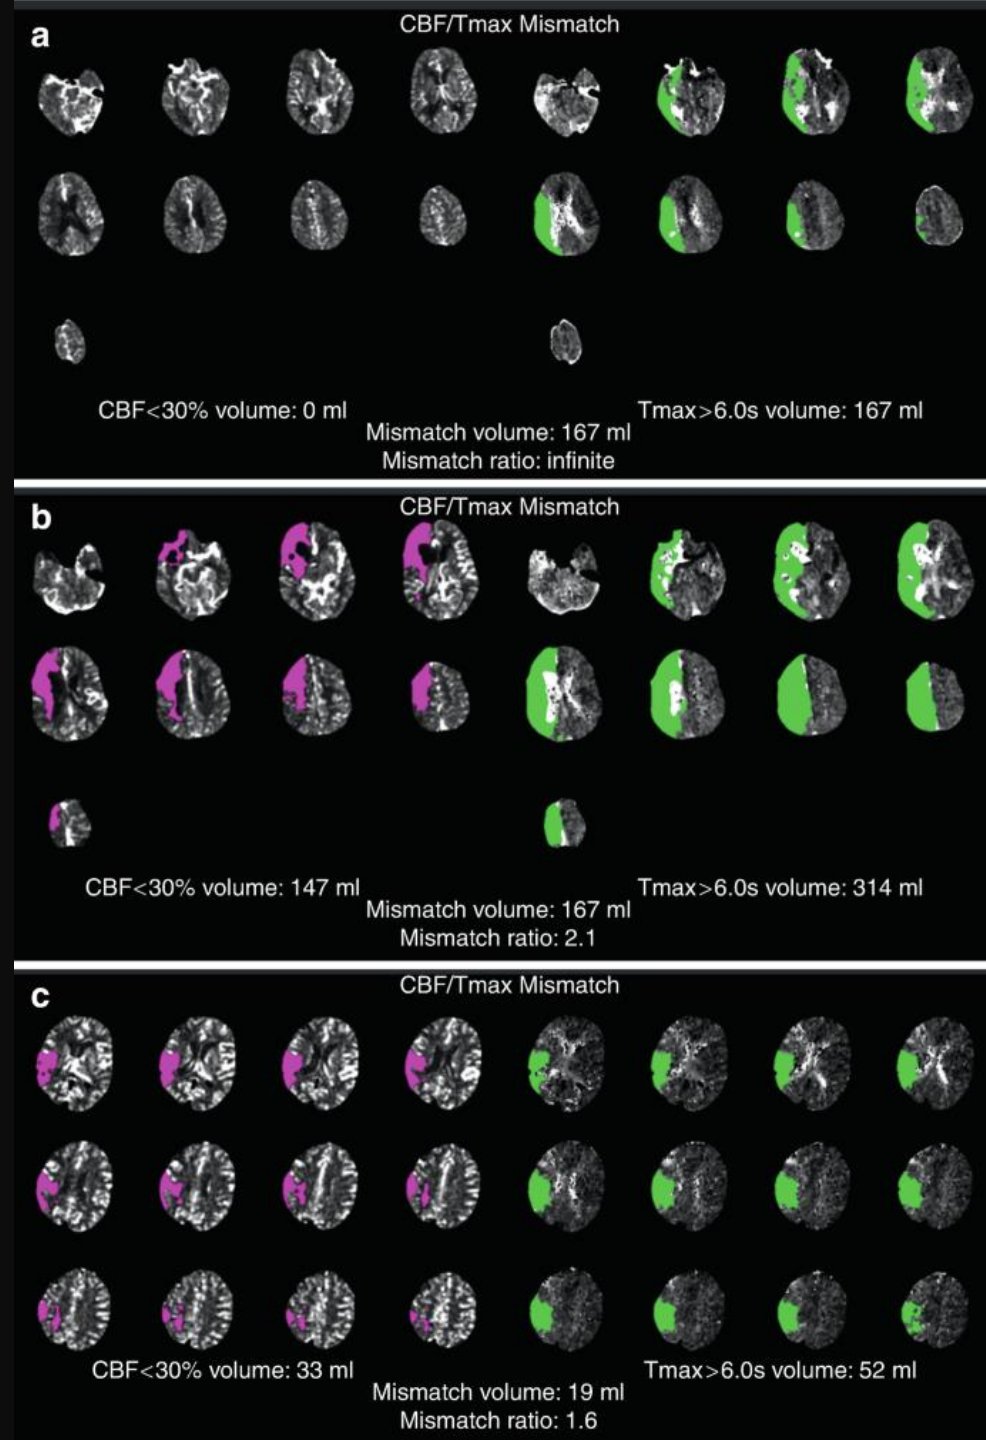 a
CBF/Tmax Mismatch
CBF<30% volume: 0 ml
Tmax>6.0s volume: 167 ml
Mismatch volume: 167 ml
Mismatch ratio: infinite
b
CBF/Tmax Mismatch
CBF<30% volume: 147 ml
Tmax>6.0s volume: 314 ml
Mismatch volume: 167 ml
Mismatch ratio: 2.1
c
CBF/Tmax Mismatch
CBF<30% volume: 33 ml
Tmax>6.0s volume: 52 ml
Mismatch volume: 19 ml
Mismatch ratio: 1.6